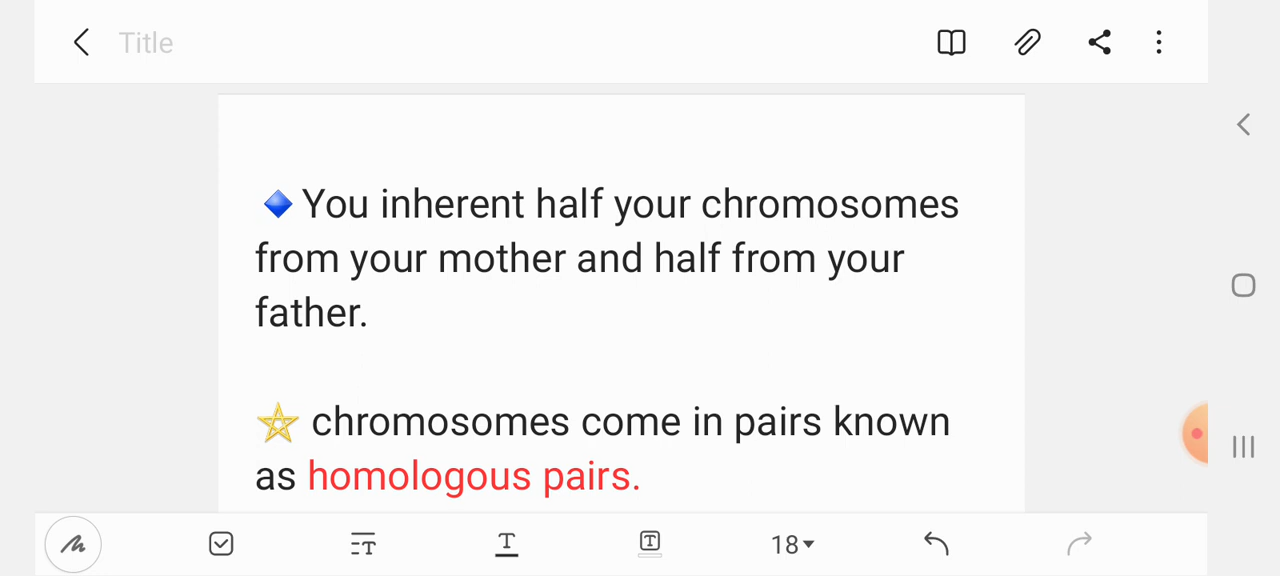 Title
🔹You inherent half your chromosomes
from your mother and half from your
father.
⭐ chromosomes come in pairs known
as homologous pairs.
T
T
T
18